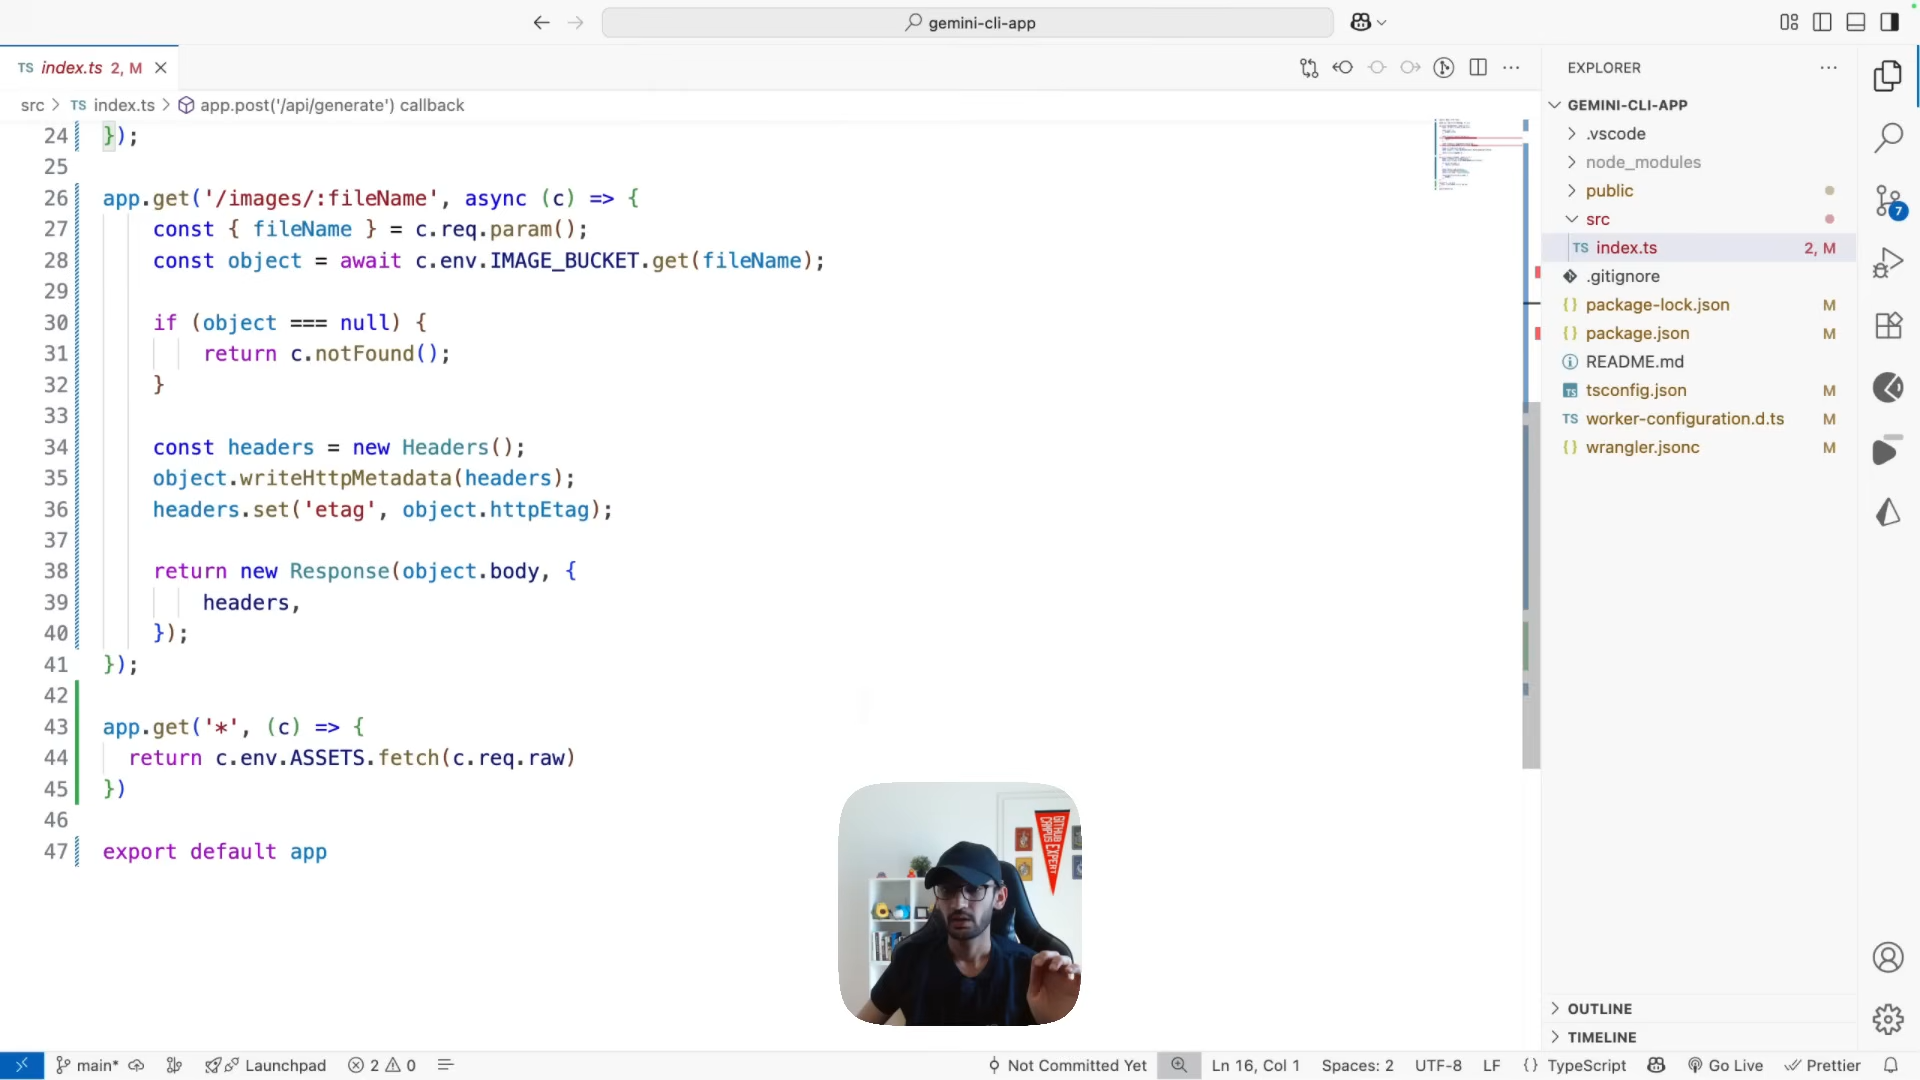 gemini-cli-app
TS index.ts 2, M
EXPLORER
src > TS index.ts > app.post('/api/generate') callback
GEMINI-CLI-APP
24 });
25
26 app.get('/images/:fileName', async (c) => {
27 const { fileName } = c.req.param();
28 const object = await c.env.IMAGE_BUCKET.get(fileName);
29
30 if (object === null) {
31 return c.notFound();
32 }
33
34 const headers = new Headers();
35 object.writeHttpMetadata(headers);
36 headers.set('etag', object.httpEtag);
37
38 return new Response(object.body, {
39 headers,
40 });
41 });
42
43 app.get('*', (c) => {
44 return c.env.ASSETS.fetch(c.req.raw)
45 })
46
47 export default app
.vscode
node_modules
public
src
TS index.ts 2, M
.gitignore
{} package-lock.json M
{} package.json M
README.md
TS tsconfig.json M
TS worker-configuration.d.ts M
{} wrangler.jsonc M
7
GITHUB
CAMPUS EXPERT
OUTLINE
TIMELINE
main* Launchpad 2 0 Not Committed Yet Ln 16, Col 1 Spaces: 2 UTF-8 LF {} TypeScript Go Live Prettier